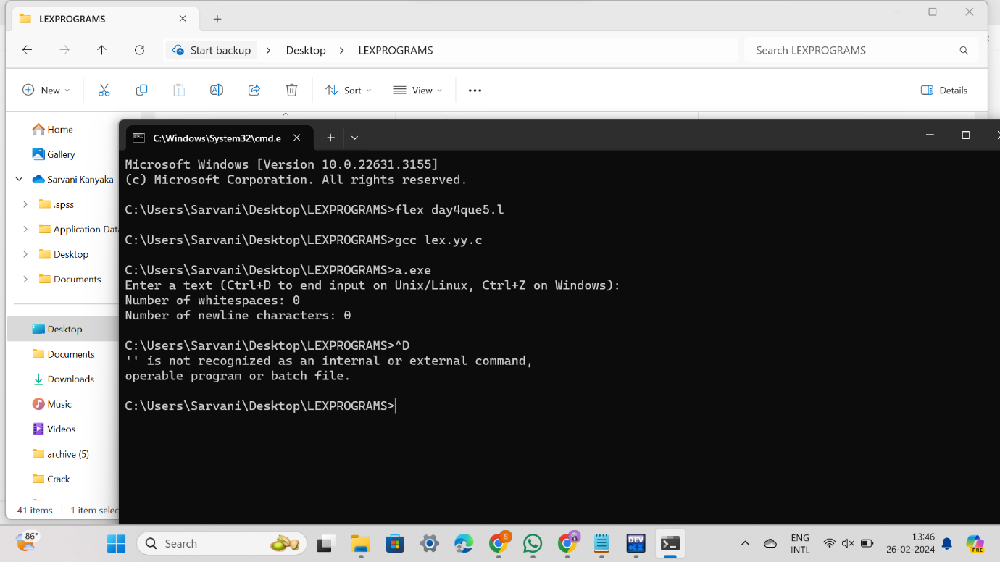 LEXPROGRAMS
Start backup
Desktop
LEXPROGRAMS
Search LEXPROGRAMS
New
Sort
View
Details
Home
Gallery
Sarvani Kanyaka -
.spss
Application Dat
Desktop
Documents
Desktop
Documents
Downloads
Music
Videos
archive (5)
Crack
41 items
1 item selec
C:\Windows\System32\cmd.e
Microsoft Windows [Version 10.0.22631.3155]
(c) Microsoft Corporation. All rights reserved.
C:\Users\Sarvani\Desktop\LEXPROGRAMS>flex day4que5.l
C:\Users\Sarvani\Desktop\LEXPROGRAMS>gcc lex.yy.c
C:\Users\Sarvani\Desktop\LEXPROGRAMS>a.exe
Enter a text (Ctrl+D to end input on Unix/Linux, Ctrl+Z on Windows):
Number of whitespaces: 0
Number of newline characters: 0
C:\Users\Sarvani\Desktop\LEXPROGRAMS>^D
'' is not recognized as an internal or external command,
operable program or batch file.
C:\Users\Sarvani\Desktop\LEXPROGRAMS>
86°
Search
S
DEV
C++
ENG
INTL
13:46
26-02-2024
PRE